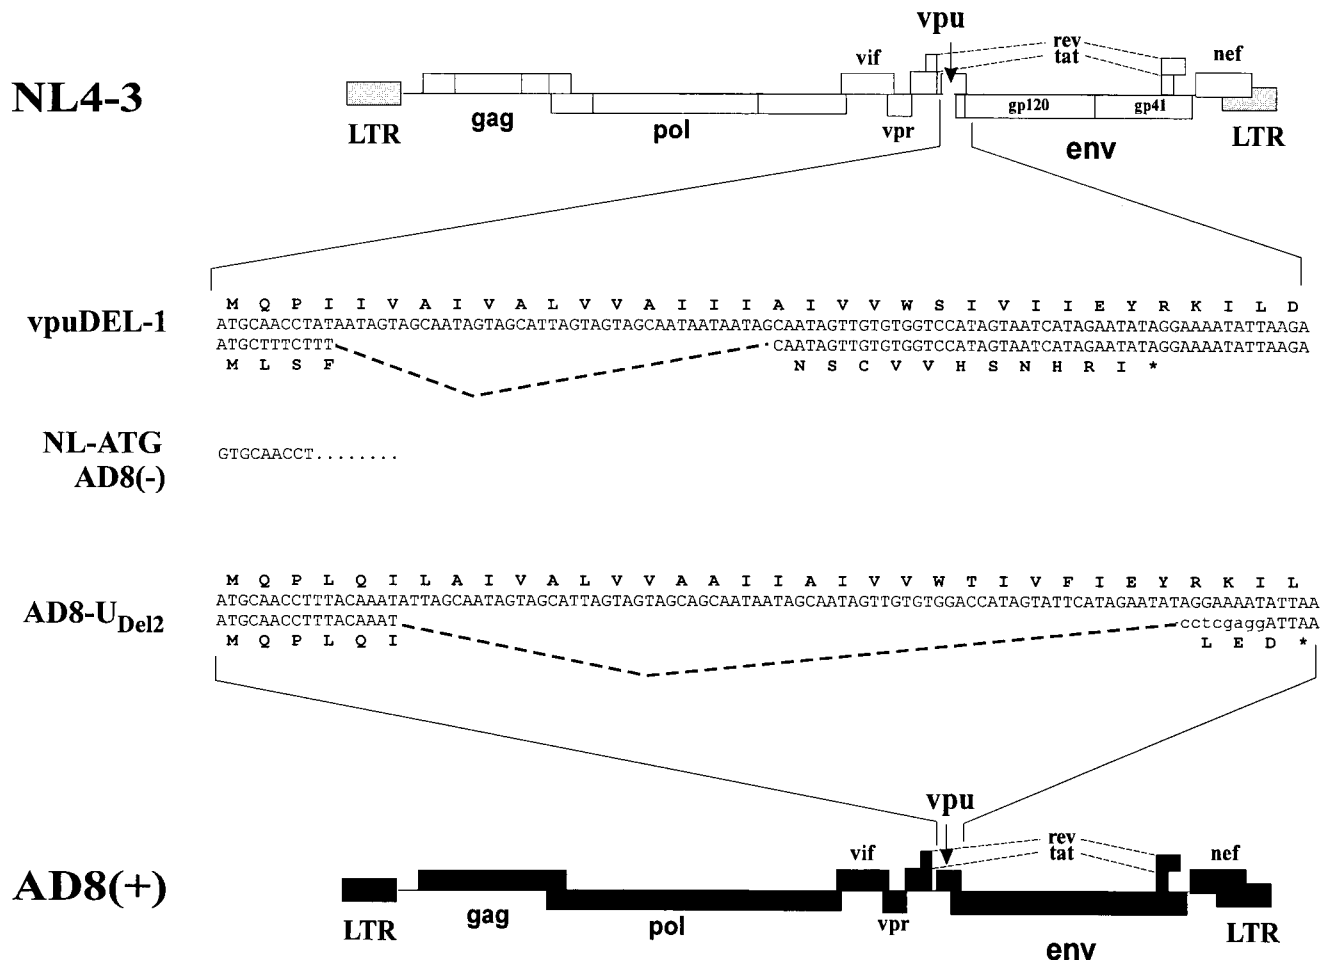 vpu
NL4-3
vif
rev
tat
nef
LTR
gag
pol
vpr
gp120
gp41
env
LTR
M Q P I I V A I V A L V V A I I I A I V V W S I V I I E Y R K I L D
vpuDEL-1
ATGCAACCTATAATAGTAGCAATAGTAGCATTAGTAGTAGCAATAATAATAGCAATAGTTGTGTGGTCCATAGTAATCATAGAATATAGGAAAATATTAAGA
ATGCTTTCTTT
CAATAGTTGTGTGGTCCATAGTAATCATAGAATATAGGAAAATATTAAGA
M L S F
N S C V V H S N H R I *
NL-ATG
AD8(-)
GTGCAACCT........
M Q P L Q I L A I V A L V V A A I I A I V V W T I V F I E Y R K I L
AD8-UDel2
ATGCAACCTTTACAAATATTAGCAATAGTAGCATTAGTAGTAGCAGCAATAATAGCAATAGTTGTGTGGACCATAGTATTCATAGAATATAGGAAAATATTAA
ATGCAACCTTTACAAAT
cctcgaggATTAA
M Q P L Q I
L E D *
vpu
AD8(+)
vif
rev
tat
nef
LTR
gag
pol
vpr
env
LTR